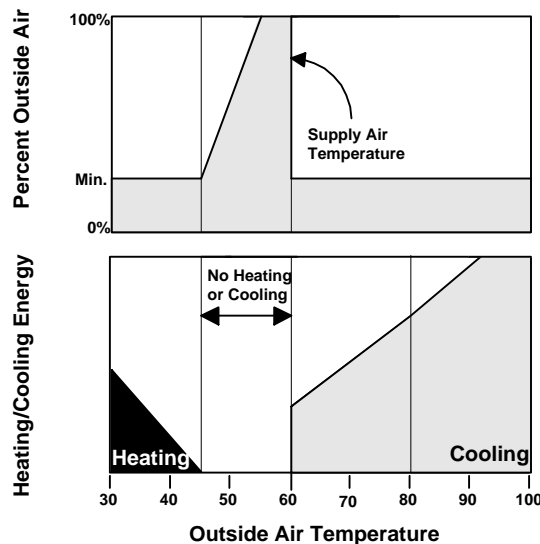 Percent Outside Air
100%
Min.
0%
Supply Air
Temperature
Heating/Cooling Energy
No Heating
or Cooling
Heating
Cooling
30 40 50 60 70 80 90 100
Outside Air Temperature